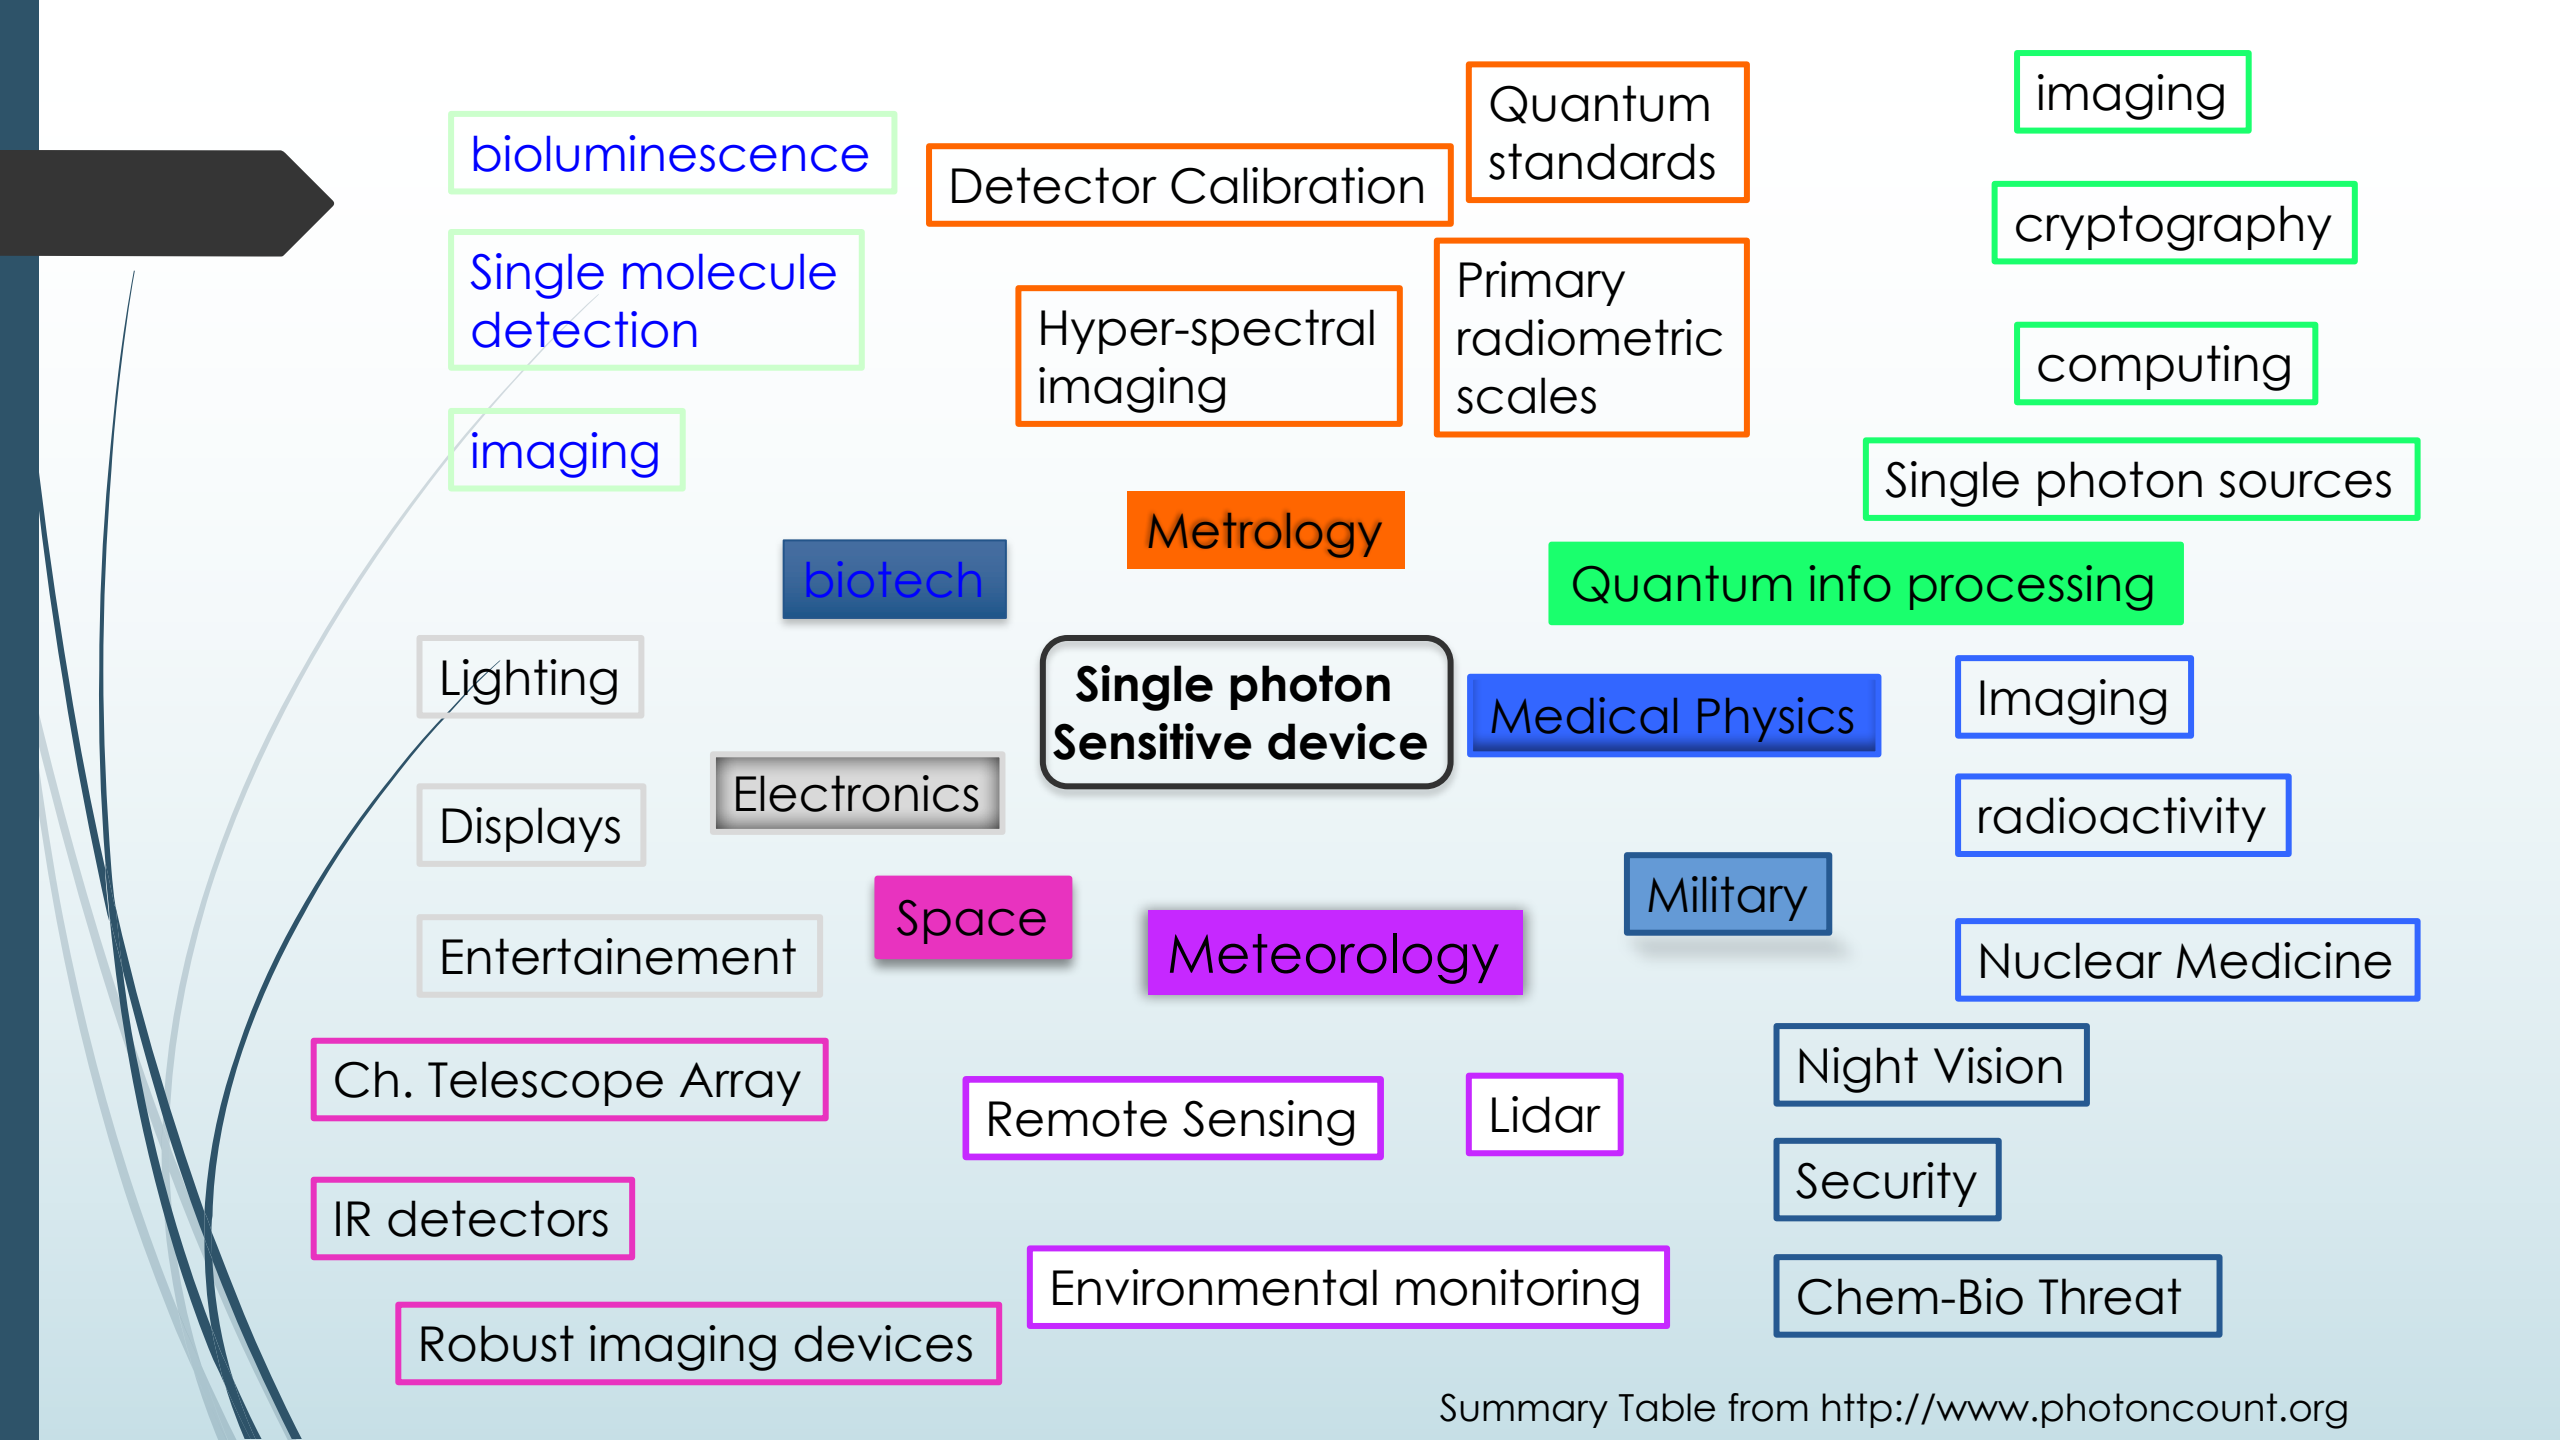 bioluminescence
Single molecule
detection
imaging
biotech
Detector Calibration
Quantum
standards
Hyper-spectral
imaging
Primary
radiometric
scales
Metrology
imaging
cryptography
computing
Single photon sources
Quantum info processing
Single photon
Sensitive device
Lighting
Displays
Entertainement
Electronics
Medical Physics
Imaging
radioactivity
Nuclear Medicine
Space
Ch. Telescope Array
IR detectors
Robust imaging devices
Meteorology
Remote Sensing
Lidar
Environmental monitoring
Military
Night Vision
Security
Chem-Bio Threat
Summary Table from http://www.photoncount.org